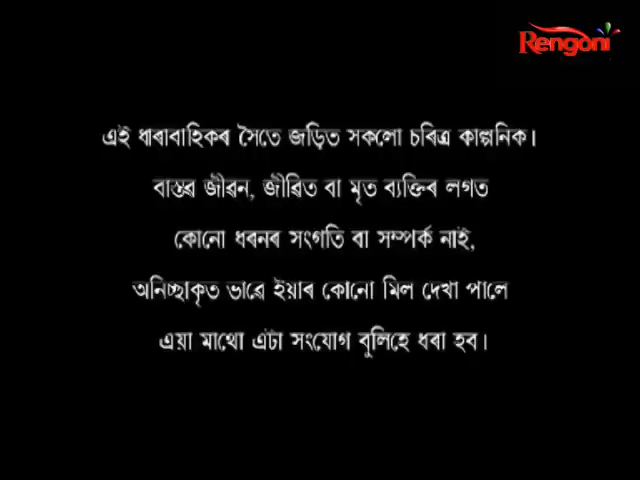 Rengoni
এই ধাৰাবাহিকৰ সৈতে জড়িত সকলো চৰিত্ৰ কাল্পনিক।
বাস্তৱ জীৱন, জীৱিত বা মৃত ব্যক্তিৰ লগত
কোনো ধৰনৰ সংগতি বা সম্পৰ্ক নাই,
অনিচ্ছাকৃত ভাৱে ইয়াৰ কোনো মিল দেখা পালে
এয়া মাথো এটা সংযোগ বুলিহে ধৰা হব।